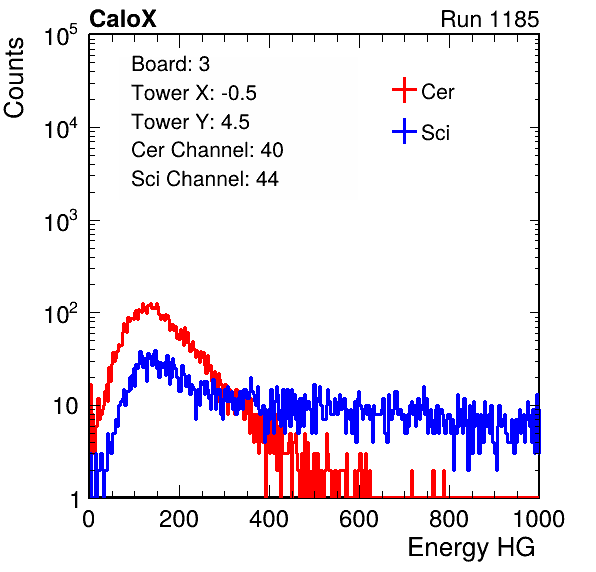 CaloX Run 1185
Counts
10^5
10^4
10^3
10^2
10
1
Board: 3
Tower X: -0.5
Tower Y: 4.5
Cer Channel: 40
Sci Channel: 44
Cer
Sci
0 200 400 600 800 1000
Energy HG